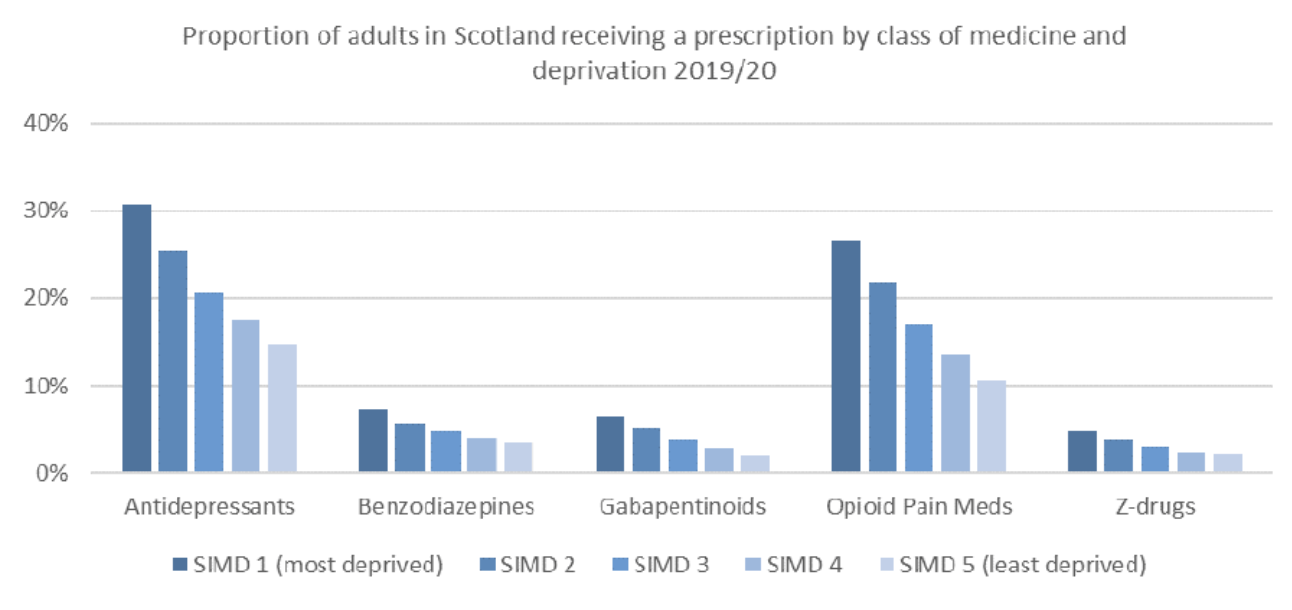 Proportion of adults in Scotland receiving a prescription by class of medicine and
deprivation 2019/20
40%
30%
20%
10%
0%
Antidepressants Benzodiazepines Gabapentinoids Opioid Pain Meds Z-drugs
SIMD 1 (most deprived) SIMD 2 SIMD 3 SIMD 4 SIMD 5 (least deprived)